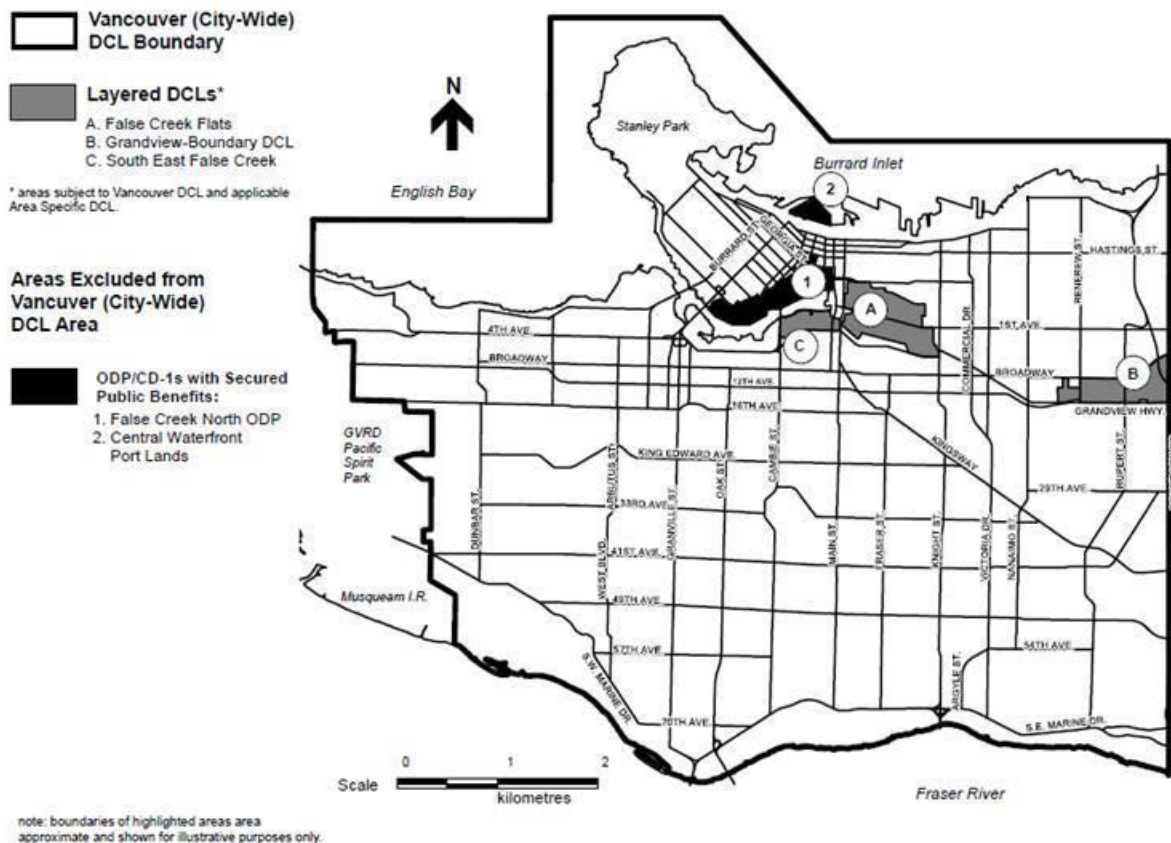 Vancouver (City-Wide)
DCL Boundary
Layered DCLs*
A. False Creek Flats
B. Grandview-Boundary DCL
C. South East False Creek
* areas subject to Vancouver DCL and applicable
Area Specific DCL.
Areas Excluded from
Vancuver (City-Wide)
DCL Area
ODP/CD-1s with Secured
Public Benefits:
1. False Creek North ODP
2. Central Waterfront
Port Lands
N
Stanley Park
English Bay
Burrard Inlet
2
BURRARD ST.
GEORGIA ST.
HASTINGS ST.
1
A
C
B
4TH AVE.
1ST AVE.
BROADWAY
BROADWAY
12TH AVE.
16TH AVE.
GRANDVIEW HWY.
COMMERCIAL DR.
RENFREW ST.
GVRD
Pacific
Spirit
Park
KING EDWARD AVE.
KINGSWAY
RUPERT ST.
29TH AVE.
33RD AVE.
DUNBAR ST.
ARBUTUS ST.
WEST BLVD.
GRANVILLE ST.
OAK ST.
CAMBIE ST.
MAIN ST.
FRASER ST.
KNIGHT ST.
VICTORIA DR.
NANAIMO ST.
41ST AVE.
49TH AVE.
Musqueam I.R.
57TH AVE.
54TH AVE.
ARGYLE ST.
S.W. MARINE DR.
70TH AVE.
S.E. MARINE DR.
0 1 2
Scale
kilometres
Fraser River
note: boundaries of highlighted areas area
approximate and shown for illustrative purposes only.